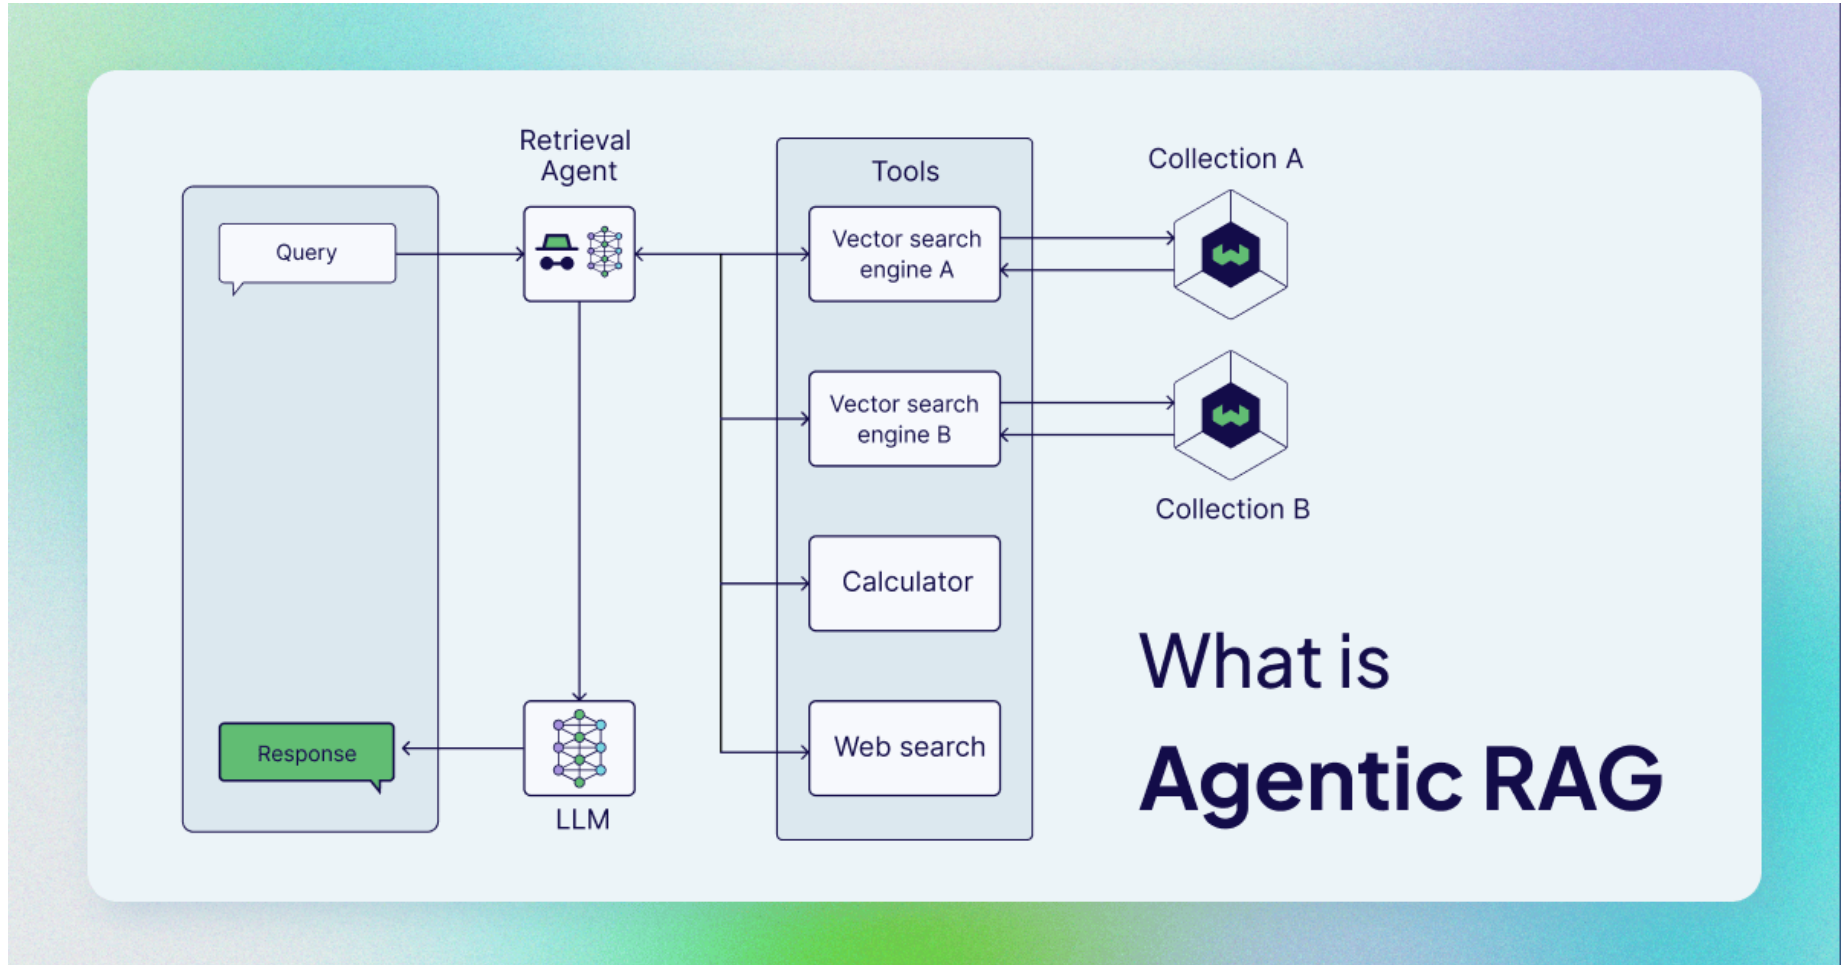 Retrieval
Agent
Tools
Collection A
Query
Vector search
engine A
Vector search
engine B
Collection B
Calculator
What is
Agentic RAG
Response
Web search
LLM